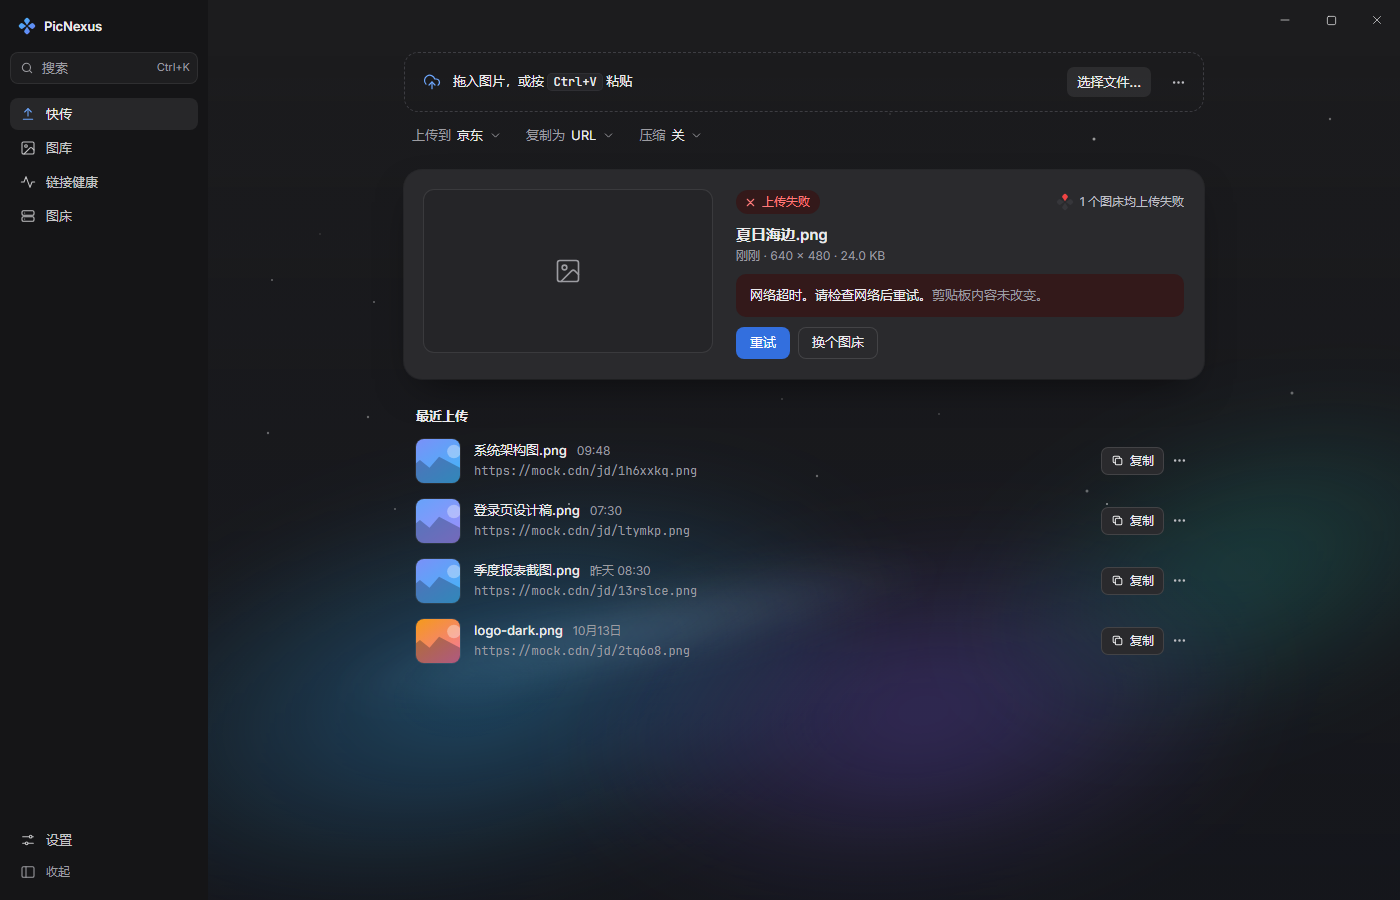 PicNexus
搜索 Ctrl+K
快传
图库
链接健康
图床
设置
收起
拖入图片，或按 Ctrl+V 粘贴
选择文件...
上传到 京东 复制为 URL 压缩 关
上传失败
1 个图床均上传失败
夏日海边.png
刚刚 · 640 × 480 · 24.0 KB
网络超时。请检查网络后重试。剪贴板内容未改变。
重试 换个图床
最近上传
系统架构图.png 09:48
https://mock.cdn/jd/1h6xxkq.png
复制
登录页设计稿.png 07:30
https://mock.cdn/jd/ltymkp.png
复制
季度报表截图.png 昨天 08:30
https://mock.cdn/jd/13rslce.png
复制
logo-dark.png 10月13日
https://mock.cdn/jd/2tq6o8.png
复制